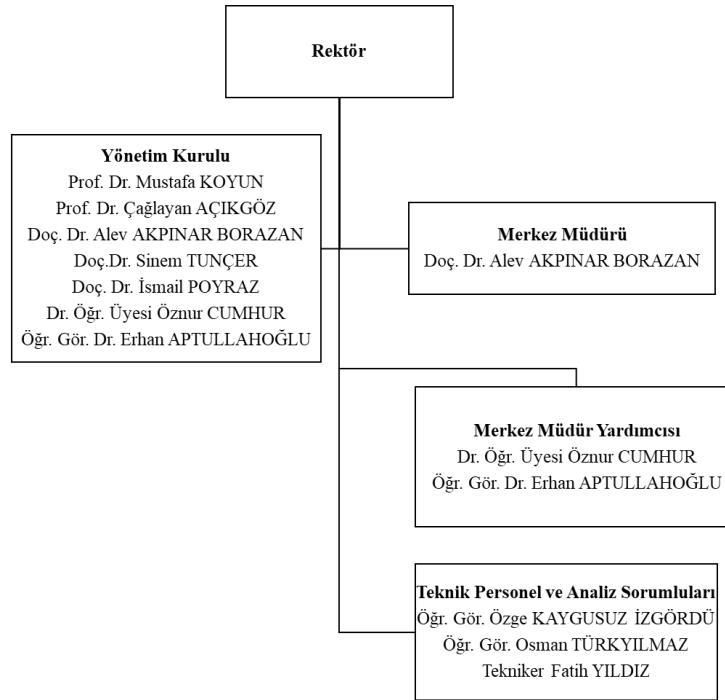 Rektör
Yönetim Kurulu
Prof. Dr. Mustafa KOYUN
Prof. Dr. Çağlayan AÇIKGÖZ
Doç. Dr. Alev AKPINAR BORAZAN
Doç.Dr. Sinem TUNÇER
Doç. Dr. İsmail POYRAZ
Dr. Öğr. Üyesi Öznur CUMHUR
Öğr. Gör. Dr. Erhan APTULLAHOĞLU
Merkez Müdürü
Doç. Dr. Alev AKPINAR BORAZAN
Merkez Müdür Yardımcısı
Dr. Öğr. Üyesi Öznur CUMHUR
Öğr. Gör. Dr. Erhan APTULLAHOĞLU
Teknik Personel ve Analiz Sorumluları
Öğr. Gör. Özge KAYGUSUZ İZGÖRDÜ
Öğr. Gör. Osman TÜRKYILMAZ
Tekniker Fatih YILDIZ